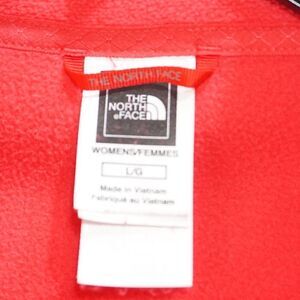 THE NORTH FACE
THE
NORTH
FACE
WOMENS/FEMMES
L/G
Made in Vietnam
Fabriqué au Vietnam